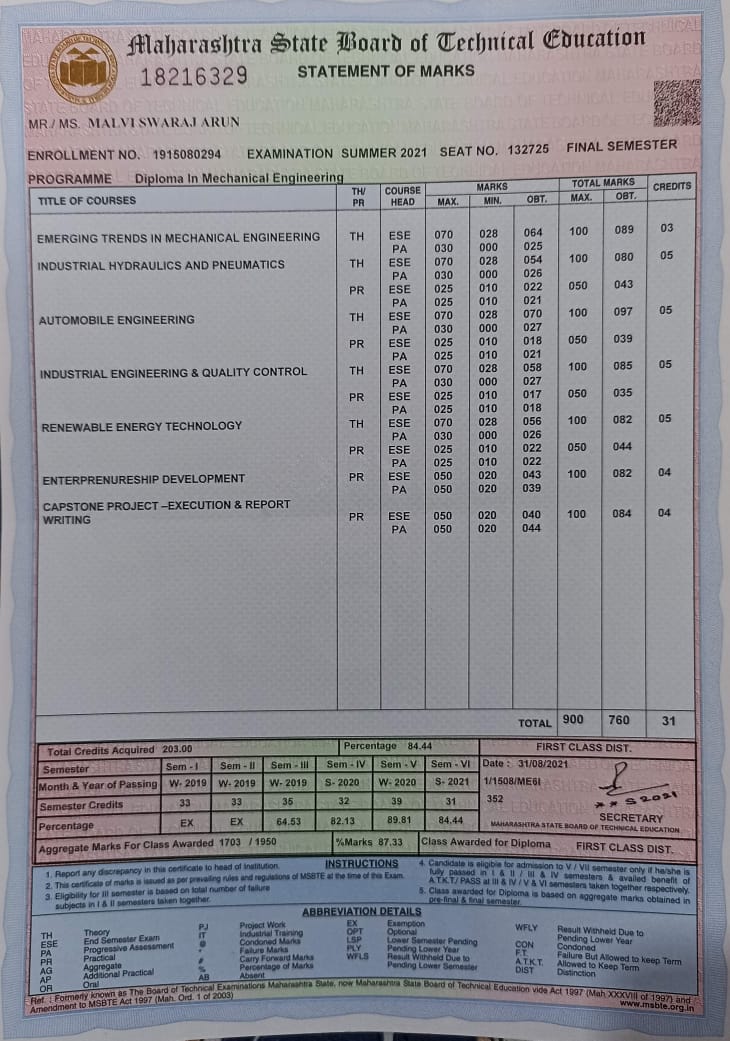 Maharashtra State Board of Technical Education
18216329
STATEMENT OF MARKS
MR / MS. MALVI SWARAJ ARUN
ENROLLMENT NO. 1915080294 EXAMINATION SUMMER 2021 SEAT NO. 132725 FINAL SEMESTER
PROGRAMME Diploma In Mechanical Engineering
TITLE OF COURSES TH/ PR COURSE HEAD MARKS MAX. MIN. OBT. TOTAL MARKS MAX. OBT. CREDITS
EMERGING TRENDS IN MECHANICAL ENGINEERING TH ESE 070 028 064 100 089 03
PA 030 000 025
INDUSTRIAL HYDRAULICS AND PNEUMATICS TH ESE 070 028 054 100 080 05
PA 030 000 026
PR ESE 025 010 022 050 043
PA 025 010 021
AUTOMOBILE ENGINEERING TH ESE 070 028 070 100 097 05
PA 030 000 027
PR ESE 025 010 018 050 039
PA 025 010 021
INDUSTRIAL ENGINEERING & QUALITY CONTROL TH ESE 070 028 058 100 085 05
PA 030 000 027
PR ESE 025 010 017 050 035
PA 025 010 018
RENEWABLE ENERGY TECHNOLOGY TH ESE 070 028 056 100 082 05
PA 030 000 026
PR ESE 025 010 022 050 044
PA 025 010 022
ENTERPRENURESHIP DEVELOPMENT PR ESE 050 020 043 100 082 04
PA 050 020 039
CAPSTONE PROJECT –EXECUTION & REPORT
WRITING PR ESE 050 020 040 100 084 04
PA 050 020 044
TOTAL 900 760 31
Total Credits Acquired 203.00 Percentage 84.44 FIRST CLASS DIST.
Semester Sem - I Sem - II Sem - III Sem - IV Sem - V Sem - VI Date : 31/08/2021
Month & Year of Passing W- 2019 W- 2019 W- 2019 S- 2020 W- 2020 S- 2021 1/1508/ME6I
Semester Credits 33 33 35 32 39 31 352
** S2021
SECRETARY
Percentage EX EX 64.53 82.13 89.81 84.44 MAHARASHTRA STATE BOARD OF TECHNICAL EDUCATION
Aggregate Marks For Class Awarded 1703 / 1950 %Marks 87.33 Class Awarded for Diploma FIRST CLASS DIST.
INSTRUCTIONS
1. Report any discrepancy in this certificate to head of Institution.
2. This certificate of marks is issued as per prevailing rules and regulations of MSBTE at the time of this Exam.
3. Eligibility for III semester is based on total number of failure
subjects in I & II semesters taken together.
4. Candidate is eligible for admission to V / VII semester only if he/she is
fully passed in I & II / III & IV semesters & availed benefit of
A.T.K.T/ PASS at III & IV / V & VI semesters taken together respectively.
5. Class awarded for Diploma is based on aggregate marks obtained in
pre-final & final semester.
ABBREVIATION DETAILS
TH Theory
ESE End Semester Exam
PA Progressive Assessment
PR Practical
AG Aggregate
AP Additional Practical
OR Oral
PJ Project Work
IT Industrial Training
@ Condoned Marks
* Failure Marks
# Carry Forward Marks
% Percentage of Marks
AB Absent
EX Exemption
OPT Optional
LSP Lower Semester Pending
PLY Pending Lower Year
WFLS Result Withheld Due to
Pending Lower Semester
WFLY Result Withheld Due to
Pending Lower Year
CON Condoned
F.T. Failure But Allowed to Keep Term
A.T.K.T. Allowed to Keep Term
DIST Distinction
Ref. : Formerly known as The Board of Technical Examinations Maharashtra State, now Maharashtra State Board of Technical Education vide Act 1997 (Mah XXXVIII of 1997) and
Amendment to MSBTE Act 1997 (Mah. Ord. 1 of 2003)
www.msbte.org.in